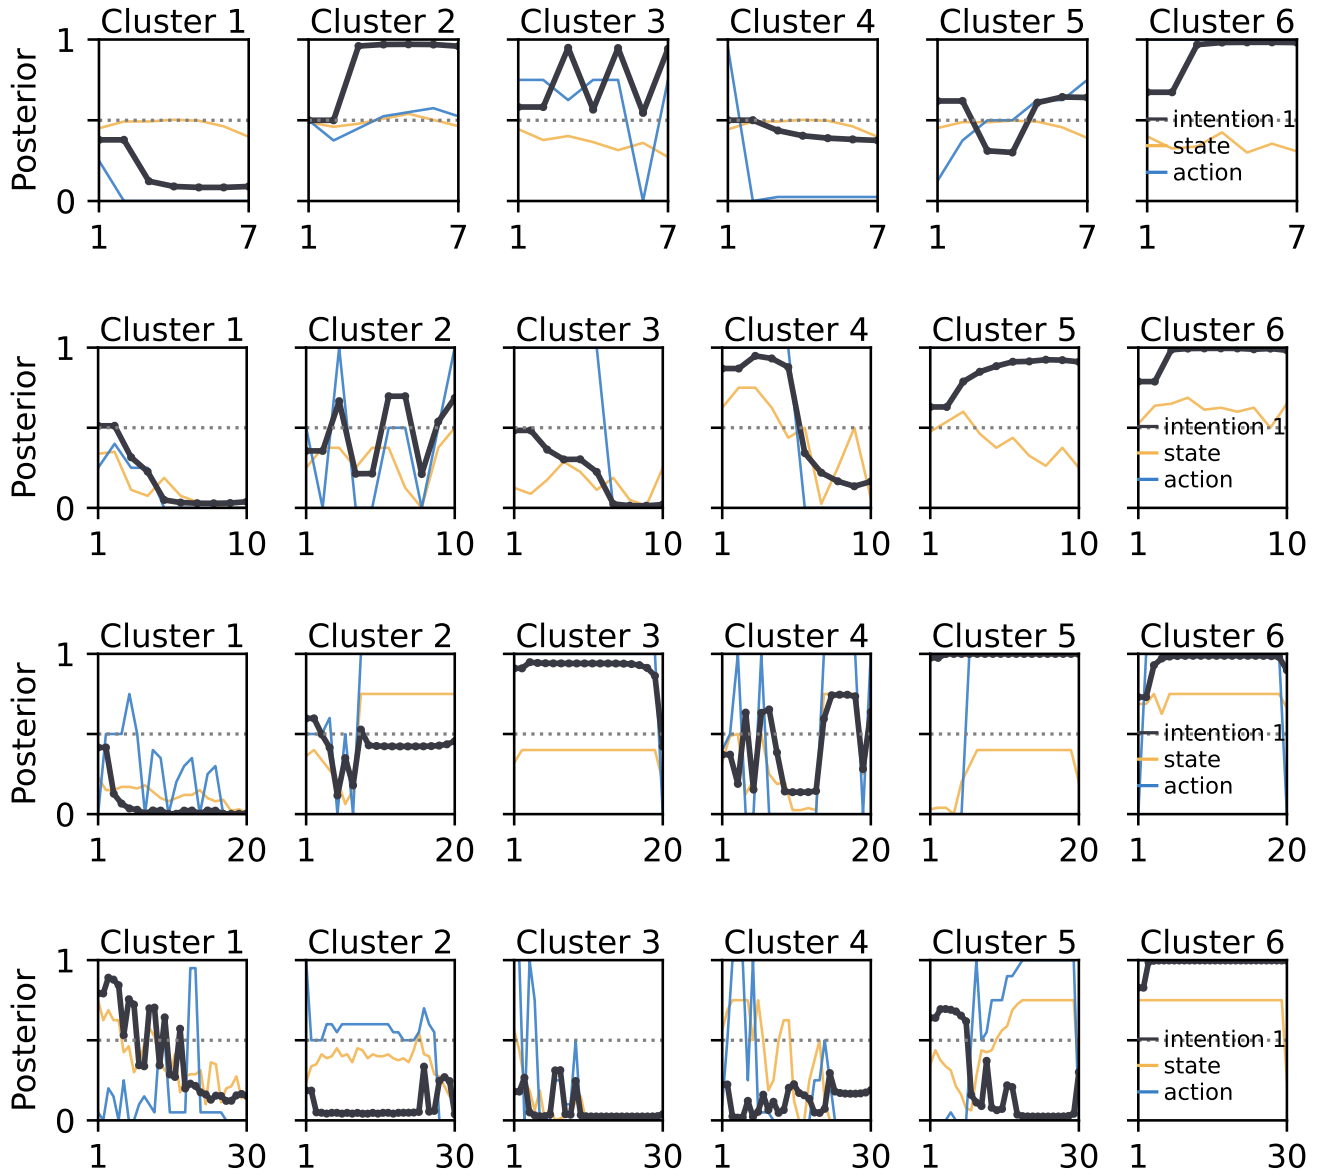 Cluster 1 Cluster 2 Cluster 3 Cluster 4 Cluster 5 Cluster 6
1
Posterior
intention 1
state
action
0
1 7 1 7 1 7 1 7 1 7 1 7
Cluster 1 Cluster 2 Cluster 3 Cluster 4 Cluster 5 Cluster 6
1
Posterior
intention 1
state
action
0
1 10 1 10 1 10 1 10 1 10 1 10
Cluster 1 Cluster 2 Cluster 3 Cluster 4 Cluster 5 Cluster 6
1
Posterior
intention 1
state
action
0
1 20 1 20 1 20 1 20 1 20 1 20
Cluster 1 Cluster 2 Cluster 3 Cluster 4 Cluster 5 Cluster 6
1
Posterior
intention 1
state
action
0
1 30 1 30 1 30 1 30 1 30 1 30